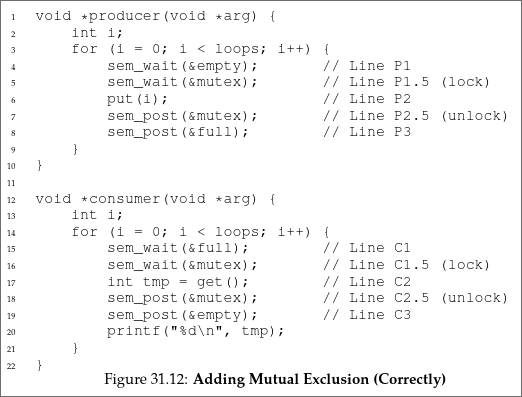 1 void *producer(void *arg) {
2 int i;
3 for (i = 0; i < loops; i++) {
4 sem_wait(&empty); // Line P1
5 sem_wait(&mutex); // Line P1.5 (lock)
6 put(i); // Line P2
7 sem_post(&mutex); // Line P2.5 (unlock)
8 sem_post(&full); // Line P3
9 }
10 }
11
12 void *consumer(void *arg) {
13 int i;
14 for (i = 0; i < loops; i++) {
15 sem_wait(&full); // Line C1
16 sem_wait(&mutex); // Line C1.5 (lock)
17 int tmp = get(); // Line C2
18 sem_post(&mutex); // Line C2.5 (unlock)
19 sem_post(&empty); // Line C3
20 printf("%d\n", tmp);
21 }
22 }
Figure 31.12: Adding Mutual Exclusion (Correctly)